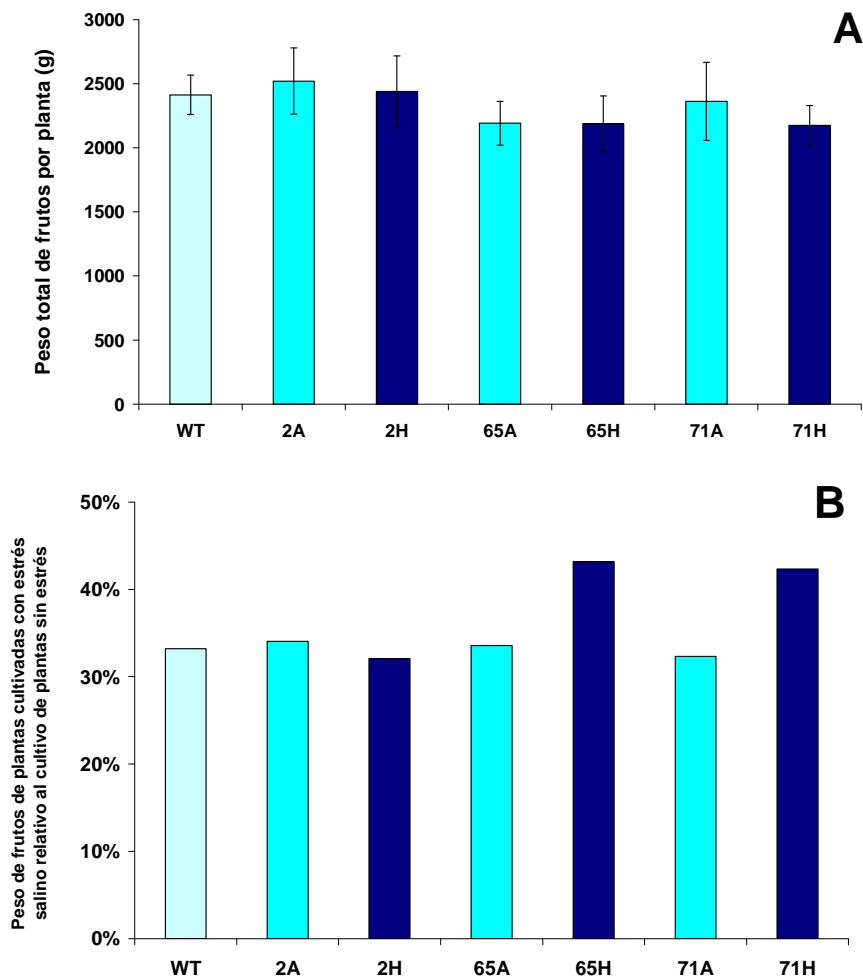 A
Peso total de frutos por planta (g)
3000
2500
2000
1500
1000
500
0
WT 2A 2H 65A 65H 71A 71H
B
Peso de frutos de plantas cultivadas con estrés
salino relativo al cultivo de plantas sin estrés
50%
40%
30%
20%
10%
0%
WT 2A 2H 65A 65H 71A 71H